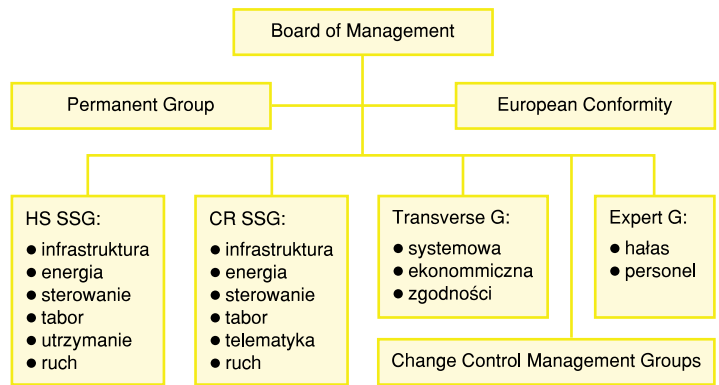 Board of Management
Permanent Group
European Conformity
HS SSG:
● infrastruktura
● energia
● sterowanie
● tabor
● utrzymanie
● ruch
CR SSG:
● infrastruktura
● energia
● sterowanie
● tabor
● telematyka
● ruch
Transverse G:
● systemowa
● ekonommiczna
● zgodności
Expert G:
● hałas
● personel
Change Control Management Groups